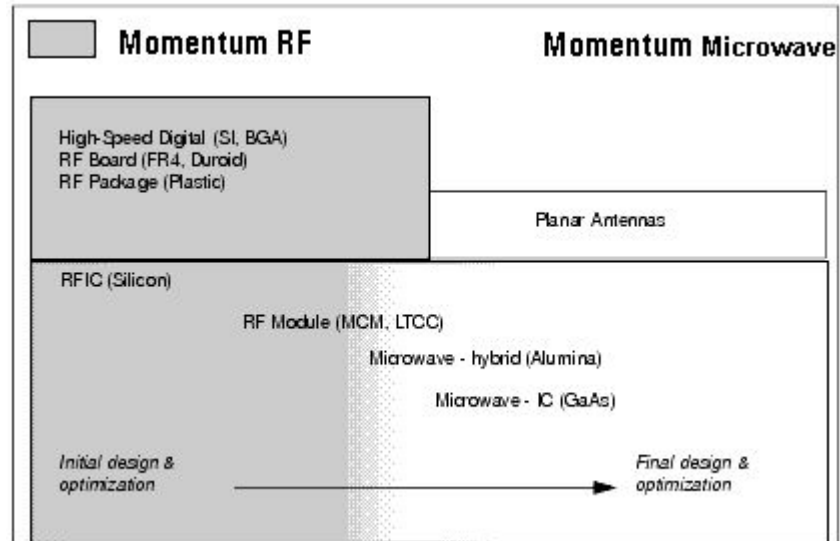 Momentum RF
Momentum Microwave
High-Speed Digital (SI, BGA)
RF Board (FR4, Duroid)
RF Package (Plastic)
Planar Antennas
RFIC (Silicon)
RF Module (MCM, LTCC)
Microwave - hybrid (Alumina)
Microwave - IC (GaAs)
Initial design &
optimization
Final design &
optimization